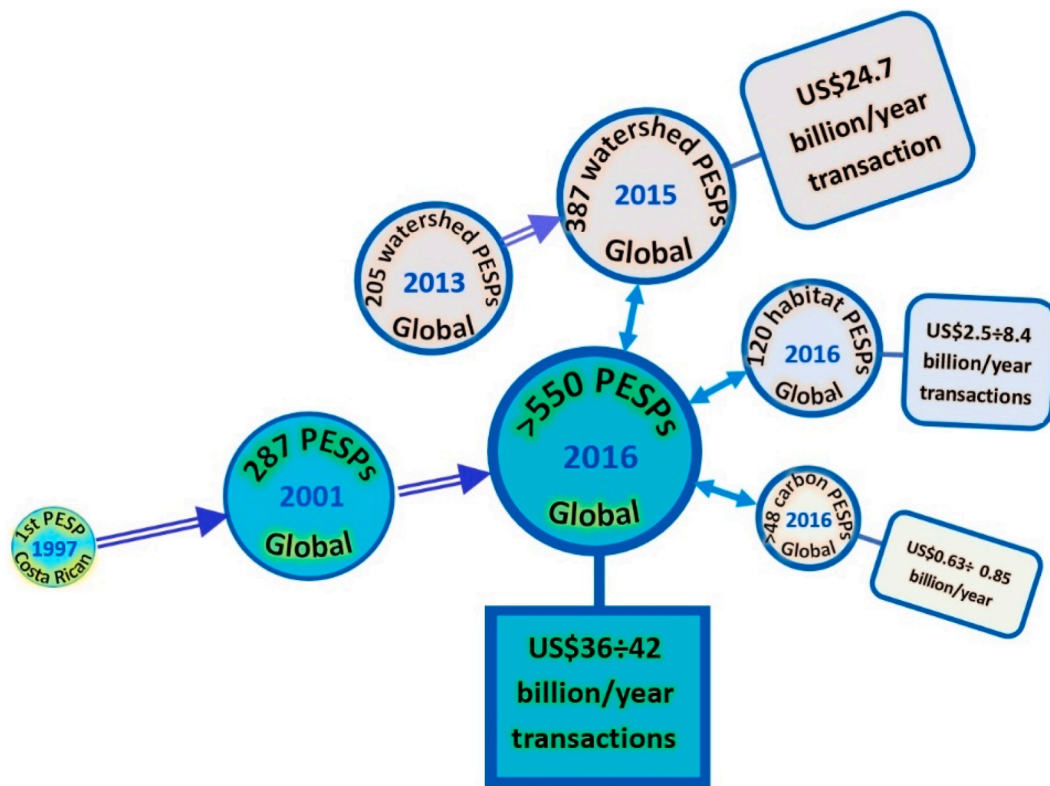 1st PESP
1997
Costa Rican
287 PESPs
2001
Global
>550 PESPs
2016
Global
US$36÷42
billion/year
transactions
205 watershed PESPs
2013
Global
387 watershed PESPs
2015
Global
US$24.7
billion/year
transaction
120 habitat PESPs
2016
Global
US$2.5÷8.4
billion/year
transactions
>48 carbon PESPs
2016
Global
US$0.63÷ 0.85
billion/year